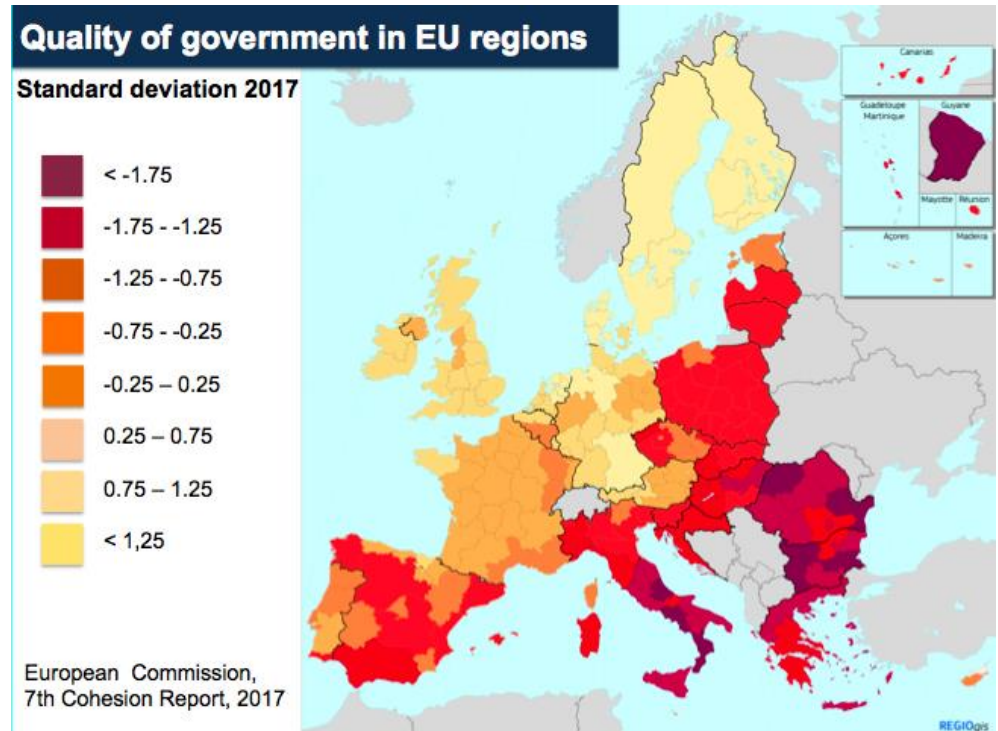 Quality of government in EU regions
Standard deviation 2017
< -1.75
-1.75 - -1.25
-1.25 - -0.75
-0.75 - -0.25
-0.25 – 0.25
0.25 – 0.75
0.75 – 1.25
< 1,25
European Commission,
7th Cohesion Report, 2017
Canarias
Guadeloupe
Martinique
Guyane
Mayotte
Réunion
Açores
Madeira
REGIOgis